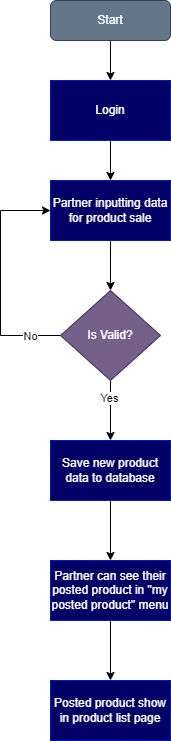 Start
Login
Partner inputting data
for product sale
Is Valid?
No
Yes
Save new product
data to database
Partner can see their
posted product in "my
posted product" menu
Posted product show
in product list page